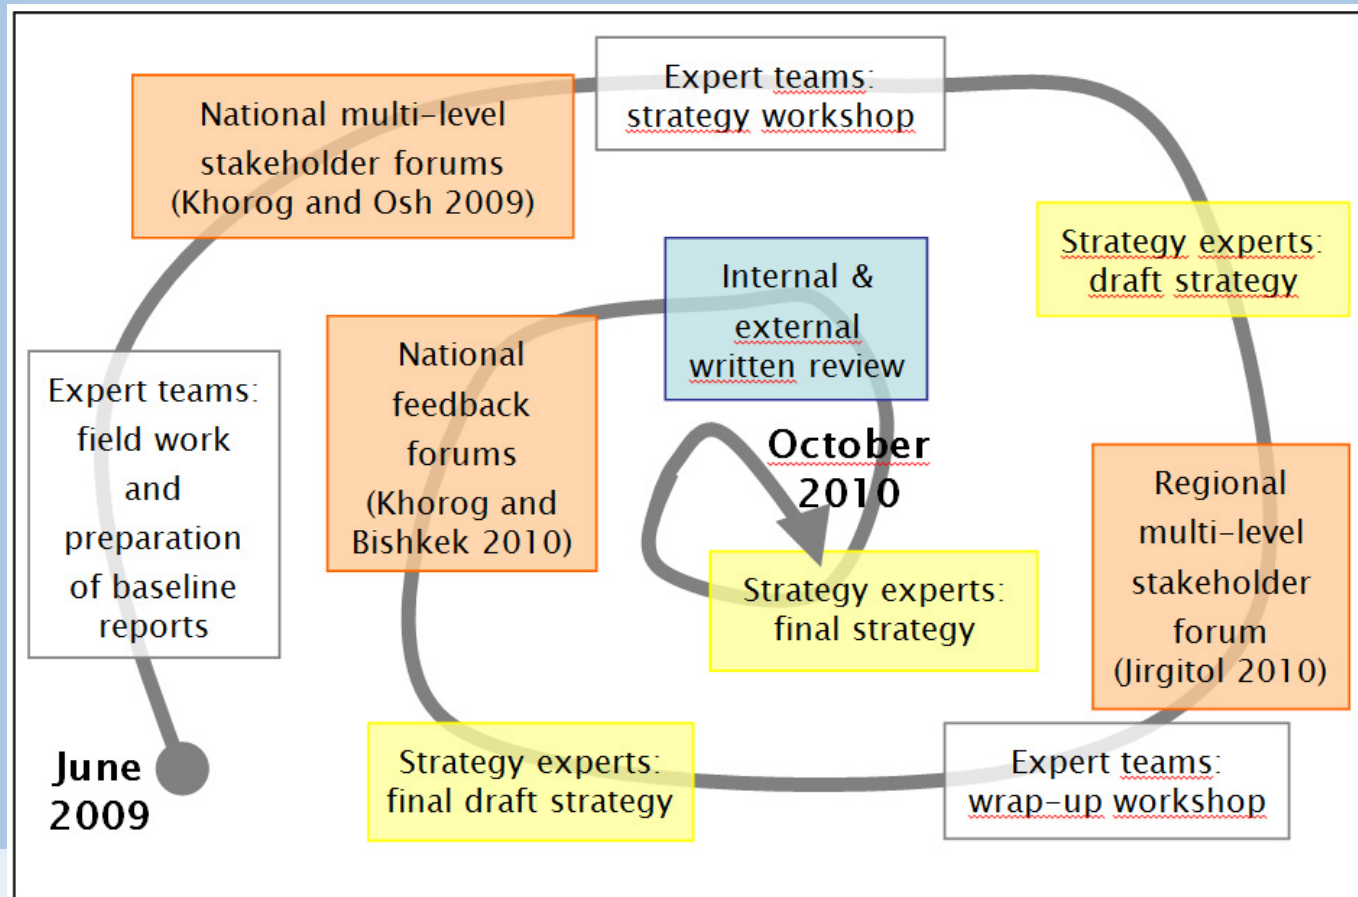 June
2009
Expert teams:
field work
and
preparation
of baseline
reports
National multi-level
stakeholder forums
(Khorog and Osh 2009)
Expert teams:
strategy workshop
Strategy experts:
draft strategy
Regional
multi-level
stakeholder
forum
(Jirgitol 2010)
Expert teams:
wrap-up workshop
Strategy experts:
final draft strategy
National
feedback
forums
(Khorog and
Bishkek 2010)
Internal &
external
written review
Strategy experts:
final strategy
October
2010